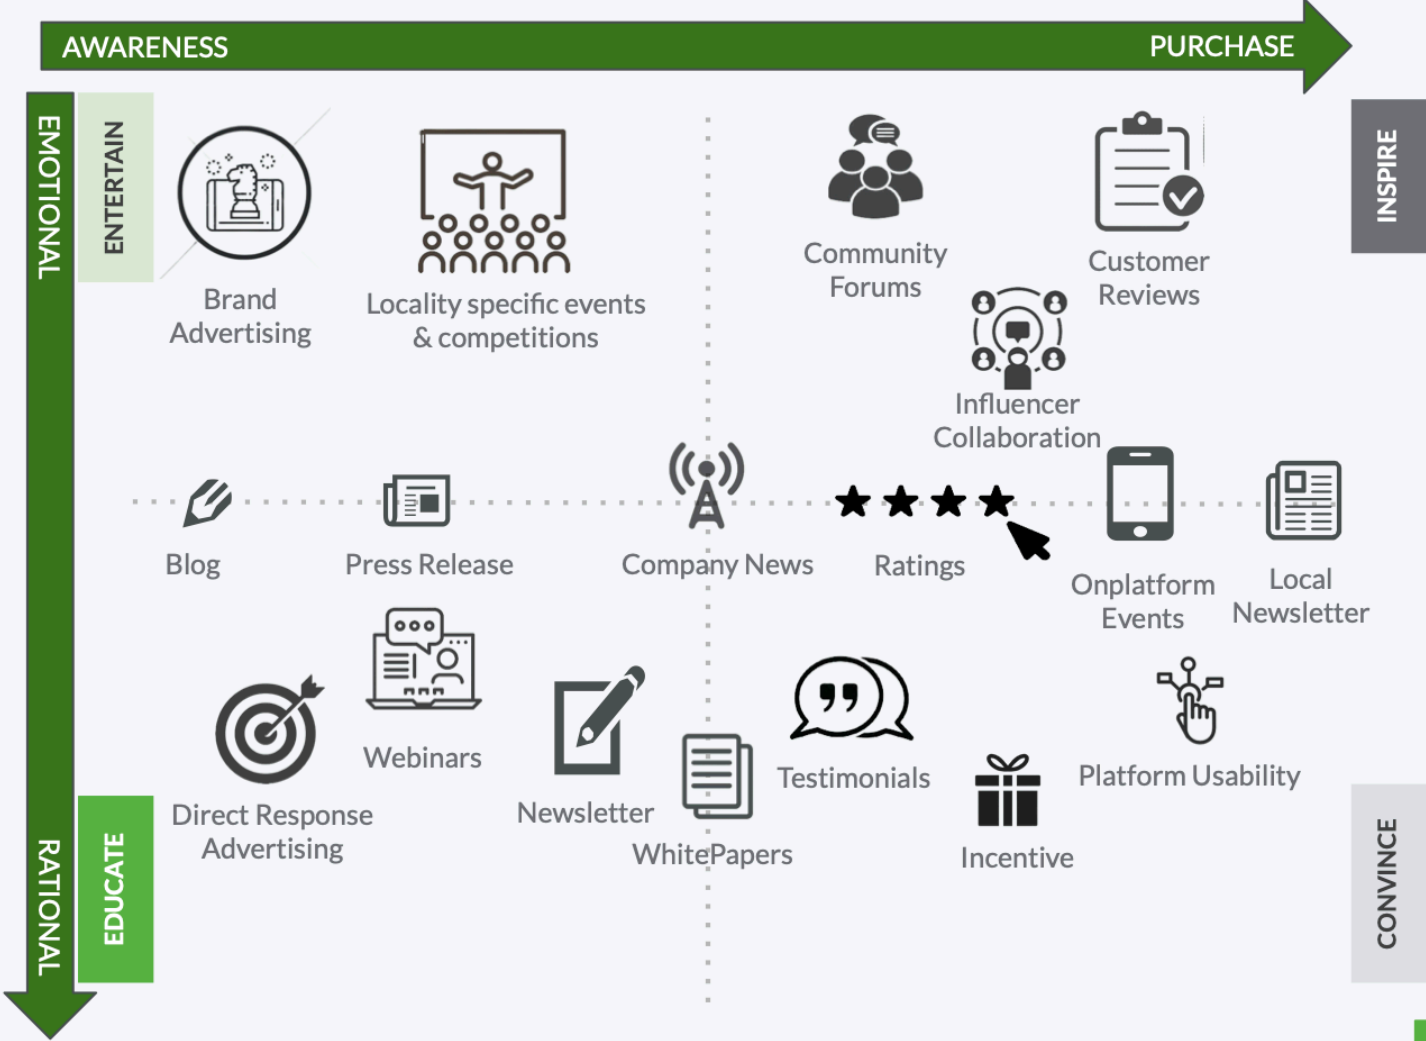 AWARENESS
PURCHASE
EMOTIONAL
ENTERTAIN
INSPIRE
Brand
Advertising
Locality specific events
& competitions
Community
Forums
Customer
Reviews
Influencer
Collaboration
Blog
Press Release
Company News
Ratings
Onplatform
Events
Local
Newsletter
Webinars
Direct Response
Advertising
Newsletter
WhitePapers
Testimonials
Incentive
Platform Usability
RATIONAL
EDUCATE
CONVINCE